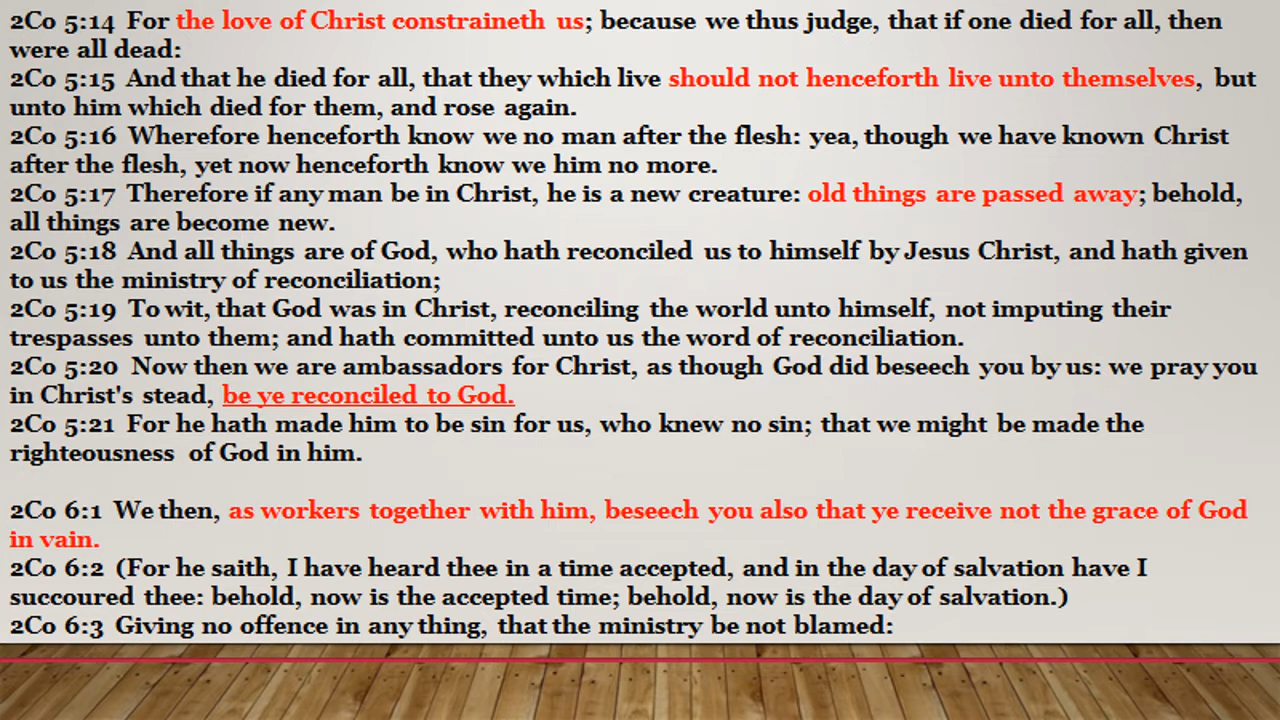 2Co 5:14 For the love of Christ constraineth us; because we thus judge, that if one died for all, then
were all dead:
2Co 5:15 And that he died for all, that they which live should not henceforth live unto themselves, but
unto him which died for them, and rose again.
2Co 5:16 Wherefore henceforth know we no man after the flesh: yea, though we have known Christ
after the flesh, yet now henceforth know we him no more.
2Co 5:17 Therefore if any man be in Christ, he is a new creature: old things are passed away; behold,
all things are become new.
2Co 5:18 And all things are of God, who hath reconciled us to himself by Jesus Christ, and hath given
to us the ministry of reconciliation;
2Co 5:19 To wit, that God was in Christ, reconciling the world unto himself, not imputing their
trespasses unto them; and hath committed unto us the word of reconciliation.
2Co 5:20 Now then we are ambassadors for Christ, as though God did beseech you by us: we pray you
in Christ's stead, be ye reconciled to God.
2Co 5:21 For he hath made him to be sin for us, who knew no sin; that we might be made the
righteousness of God in him.
2Co 6:1 We then, as workers together with him, beseech you also that ye receive not the grace of God
in vain.
2Co 6:2 (For he saith, I have heard thee in a time accepted, and in the day of salvation have I
succoured thee: behold, now is the accepted time; behold, now is the day of salvation.)
2Co 6:3 Giving no offence in any thing, that the ministry be not blamed: